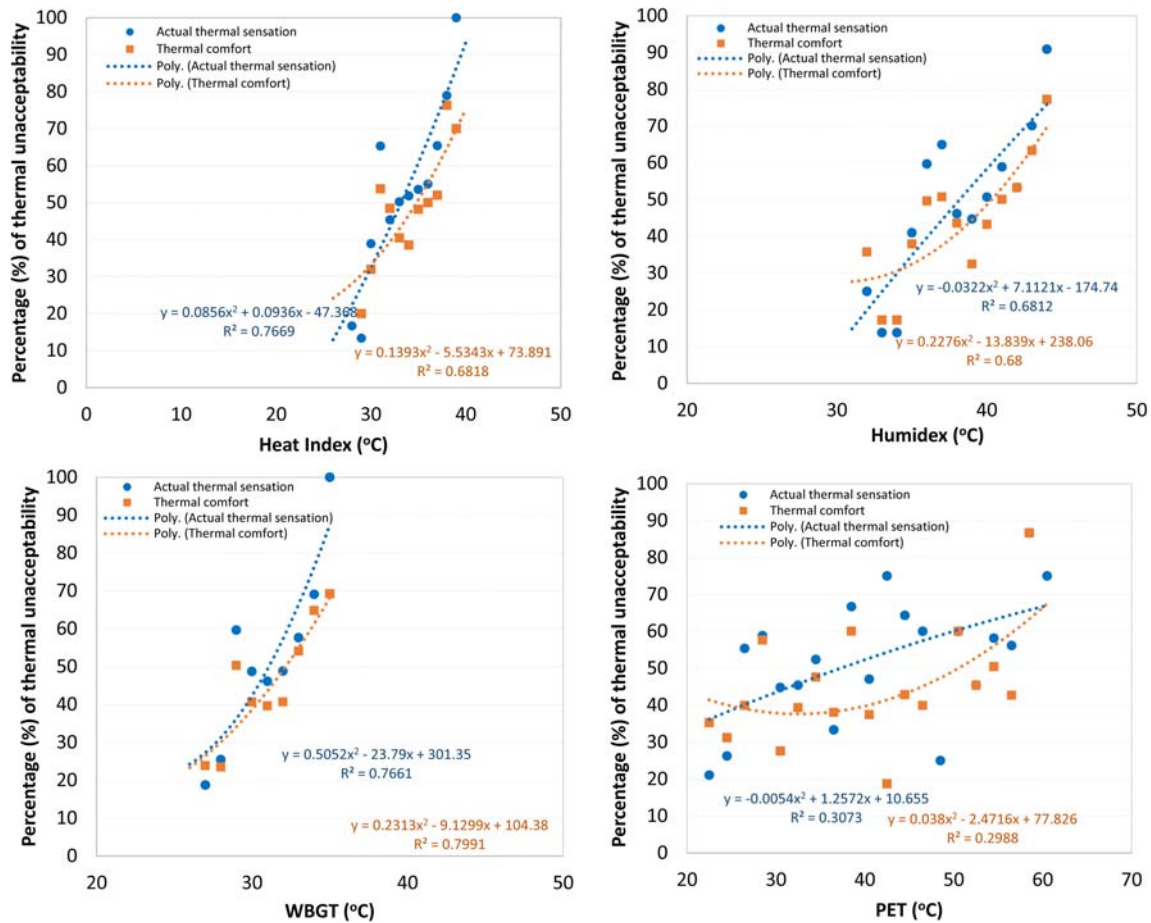 Percentage (%) of thermal unacceptability
100
90
80
70
60
50
40
30
20
10
0
Actual thermal sensation
Thermal comfort
Poly. (Actual thermal sensation)
Poly. (Thermal comfort)
y = 0.0856x² + 0.0936x - 47.368
R² = 0.7669
y = 0.1393x² - 5.5343x + 73.891
R² = 0.6818
0 10 20 30 40 50
Heat Index (°C)
Percentage (%) of thermal unacceptability
100
90
80
70
60
50
40
30
20
10
0
Actual thermal sensation
Thermal comfort
Poly. (Actual thermal sensation)
Poly. (Thermal comfort)
y = -0.0322x² + 7.1121x - 174.74
R² = 0.6812
y = 0.2276x² - 13.839x + 238.06
R² = 0.68
20 30 40 50
Humidex (°C)
Percentage (%) of thermal unacceptability
100
90
80
70
60
50
40
30
20
10
0
Actual thermal sensation
Thermal comfort
Poly. (Actual thermal sensation)
Poly. (Thermal comfort)
y = 0.5052x² - 23.79x + 301.35
R² = 0.7661
y = 0.2313x² - 9.1299x + 104.38
R² = 0.7991
20 30 40 50
WBGT (°C)
Percentage (%) of thermal unacceptability
100
90
80
70
60
50
40
30
20
10
0
Actual thermal sensation
Thermal comfort
Poly. (Actual thermal sensation)
Poly. (Thermal comfort)
y = -0.0054x² + 1.2572x + 10.655
R² = 0.3073
y = 0.038x² - 2.4716x + 77.826
R² = 0.2988
20 30 40 50 60 70
PET (°C)